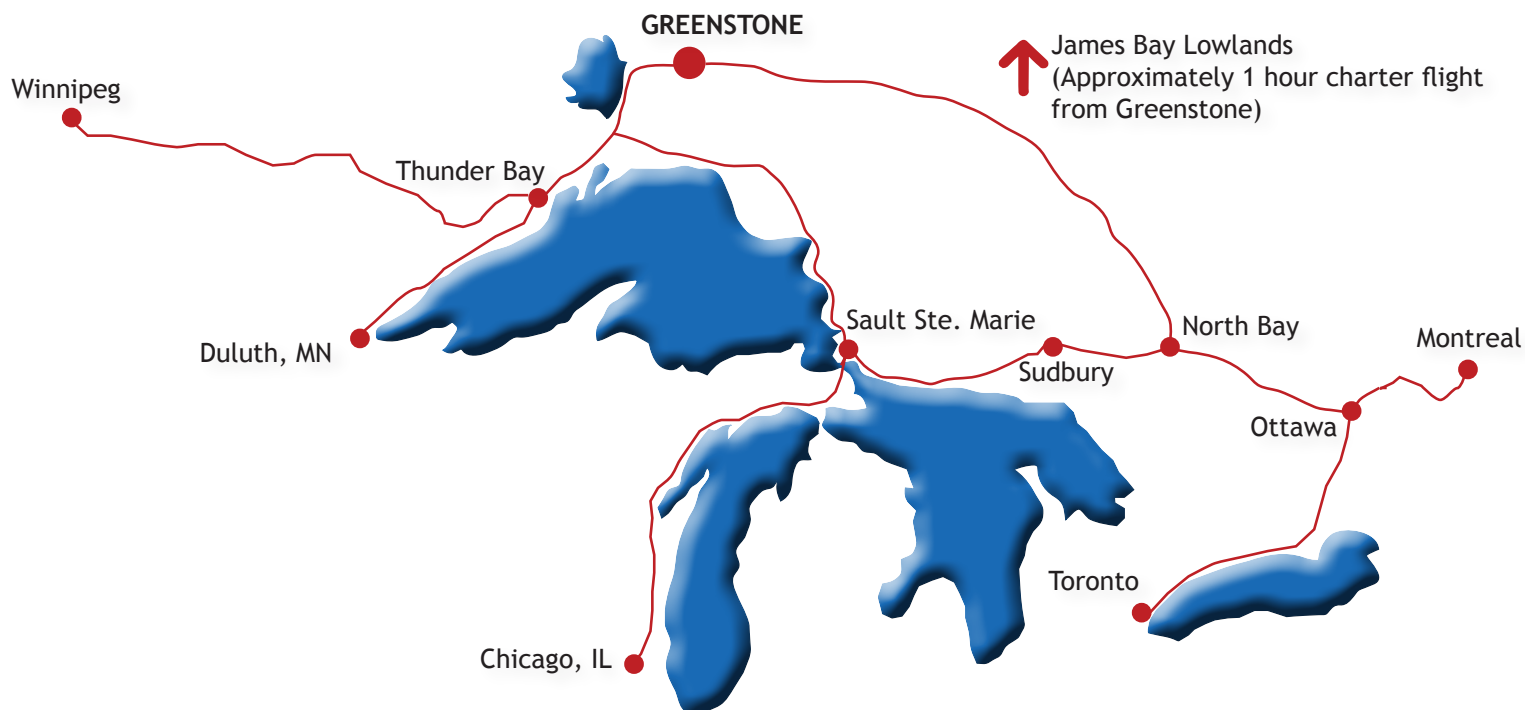 GREENSTONE
James Bay Lowlands
(Approximately 1 hour charter flight
from Greenstone)
Winnipeg
Thunder Bay
Sault Ste. Marie
North Bay
Montreal
Duluth, MN
Sudbury
Ottawa
Toronto
Chicago, IL